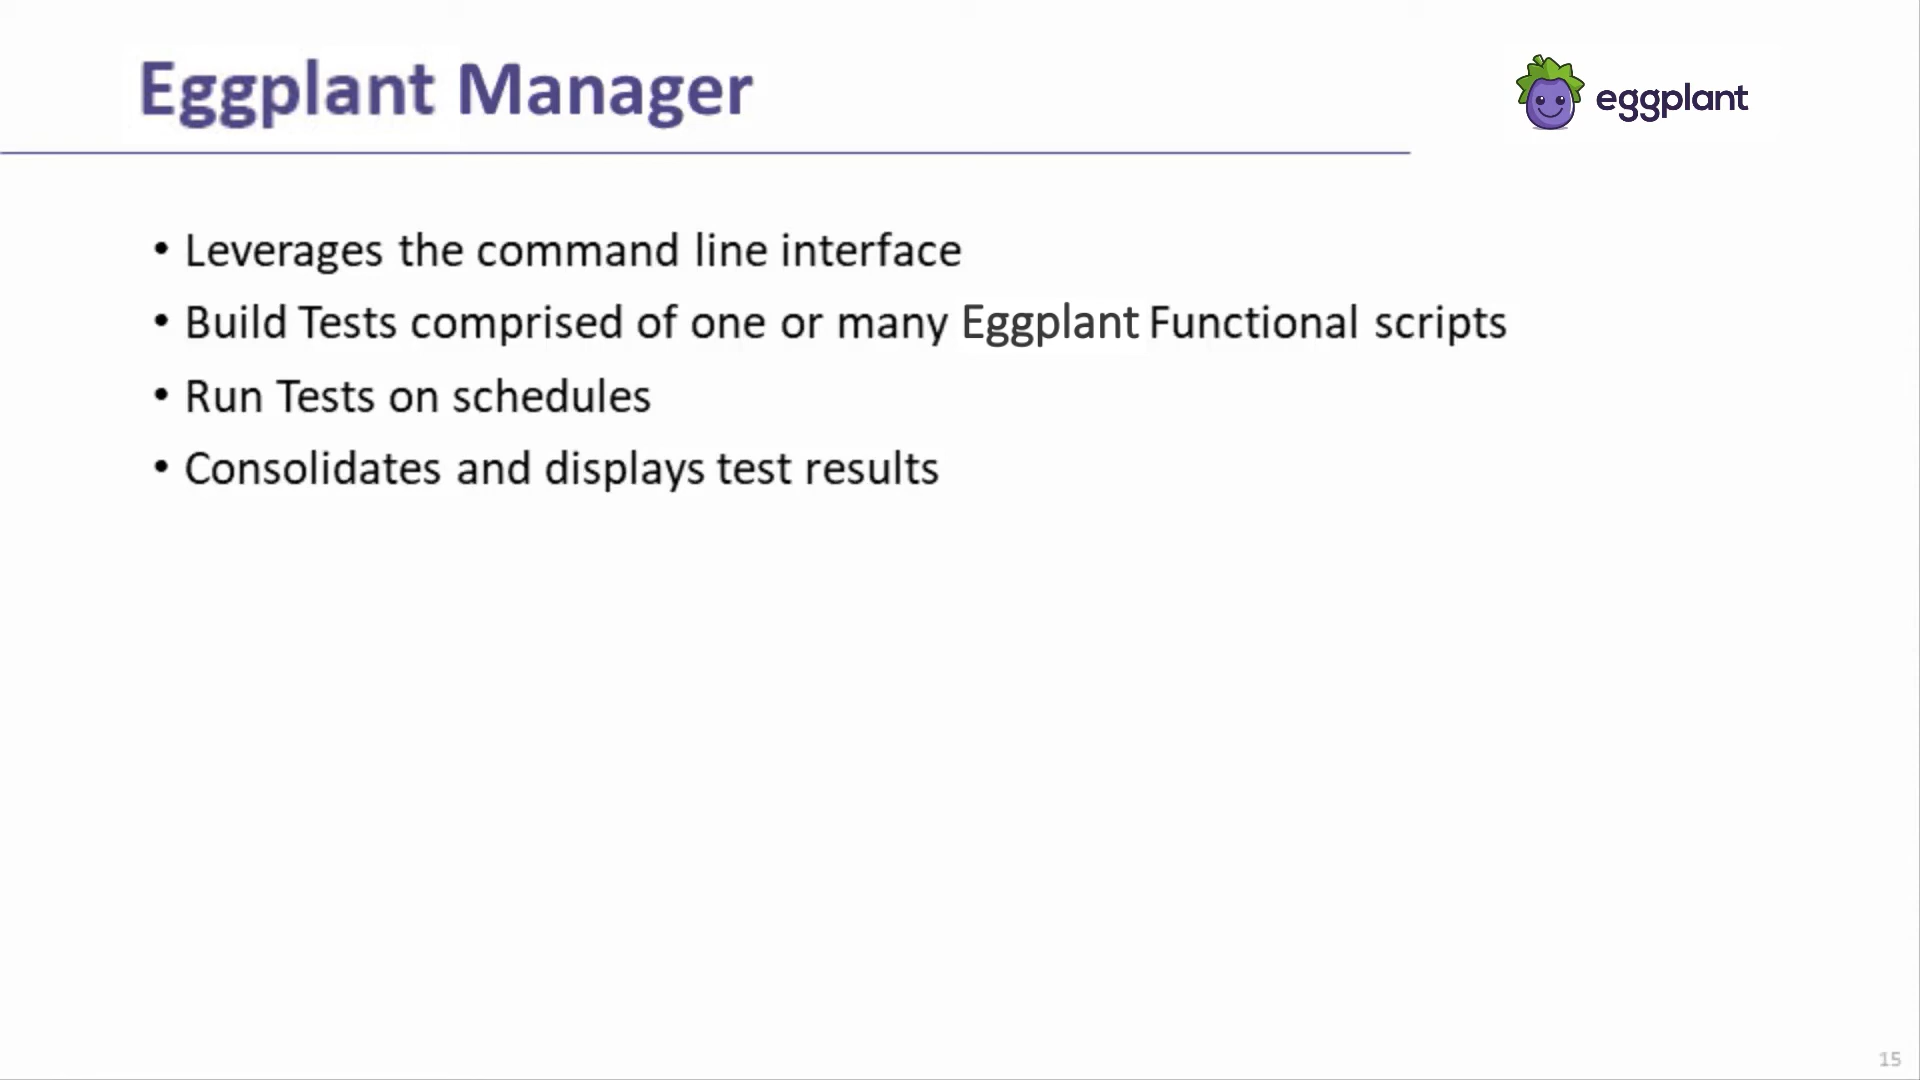 Eggplant Manager
eggplant
• Leverages the command line interface
• Build Tests comprised of one or many Eggplant Functional scripts
• Run Tests on schedules
• Consolidates and displays test results
15